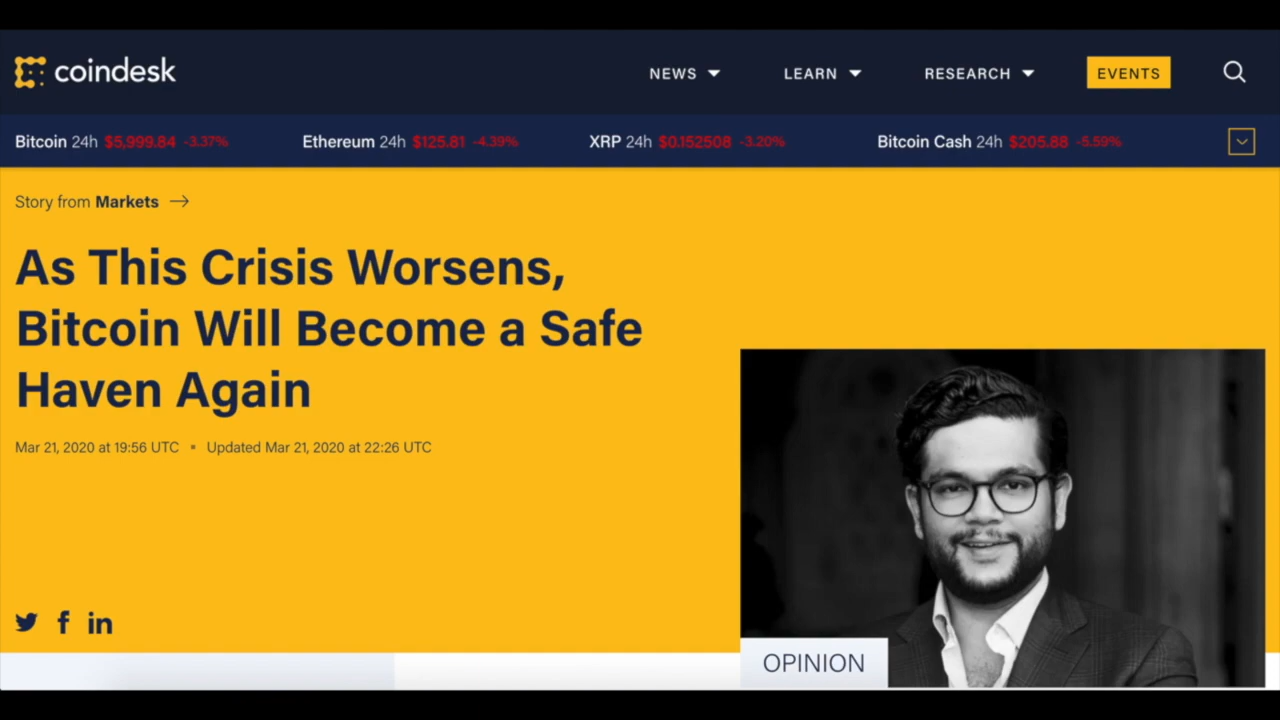 coindesk
NEWS LEARN RESEARCH EVENTS
Bitcoin 24h $5,999.84 -3.37% Ethereum 24h $125.81 -4.39% XRP 24h $0.152508 -3.20% Bitcoin Cash 24h $205.88 -5.59%
Story from Markets →
As This Crisis Worsens,
Bitcoin Will Become a Safe
Haven Again
Mar 21, 2020 at 19:56 UTC ▪ Updated Mar 21, 2020 at 22:26 UTC
OPINION